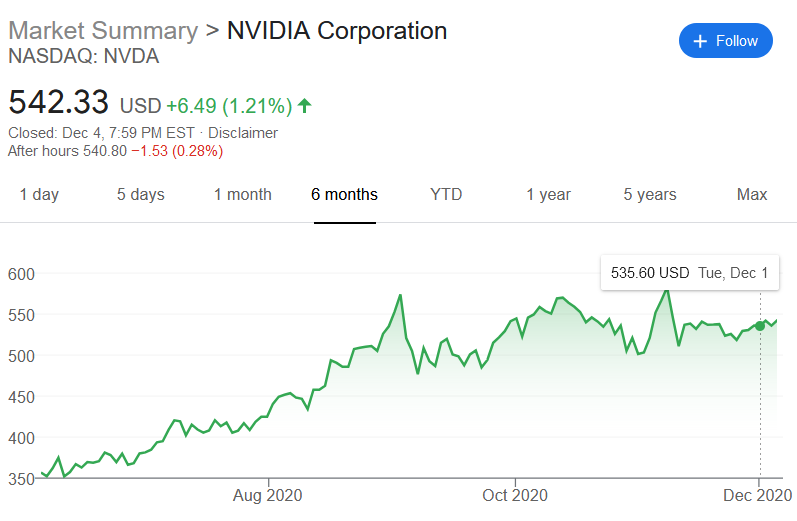 Market Summary > NVIDIA Corporation
NASDAQ: NVDA
+ Follow
542.33 USD +6.49 (1.21%) ↑
Closed: Dec 4, 7:59 PM EST · Disclaimer
After hours 540.80 −1.53 (0.28%)
1 day 5 days 1 month 6 months YTD 1 year 5 years Max
535.60 USD Tue, Dec 1
600
550
500
450
400
350
Aug 2020 Oct 2020 Dec 2020